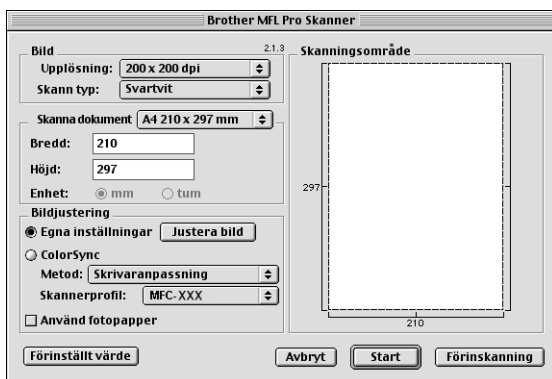 Brother MFL Pro Skanner
2.1.3
Bild
Upplösning: 200 x 200 dpi
Skann typ: Svartvit
Skanna dokument A4 210 x 297 mm
Bredd: 210
Höjd: 297
Enhet: mm tum
Bildjustering
Egna inställningar Justera bild
ColorSync
Metod: Skrivaranpassning
Skannerprofil: MFC-XXX
Använd fotopapper
Skanningsområde
297
210
Förinställt värde Avbryt Start Förinskanning